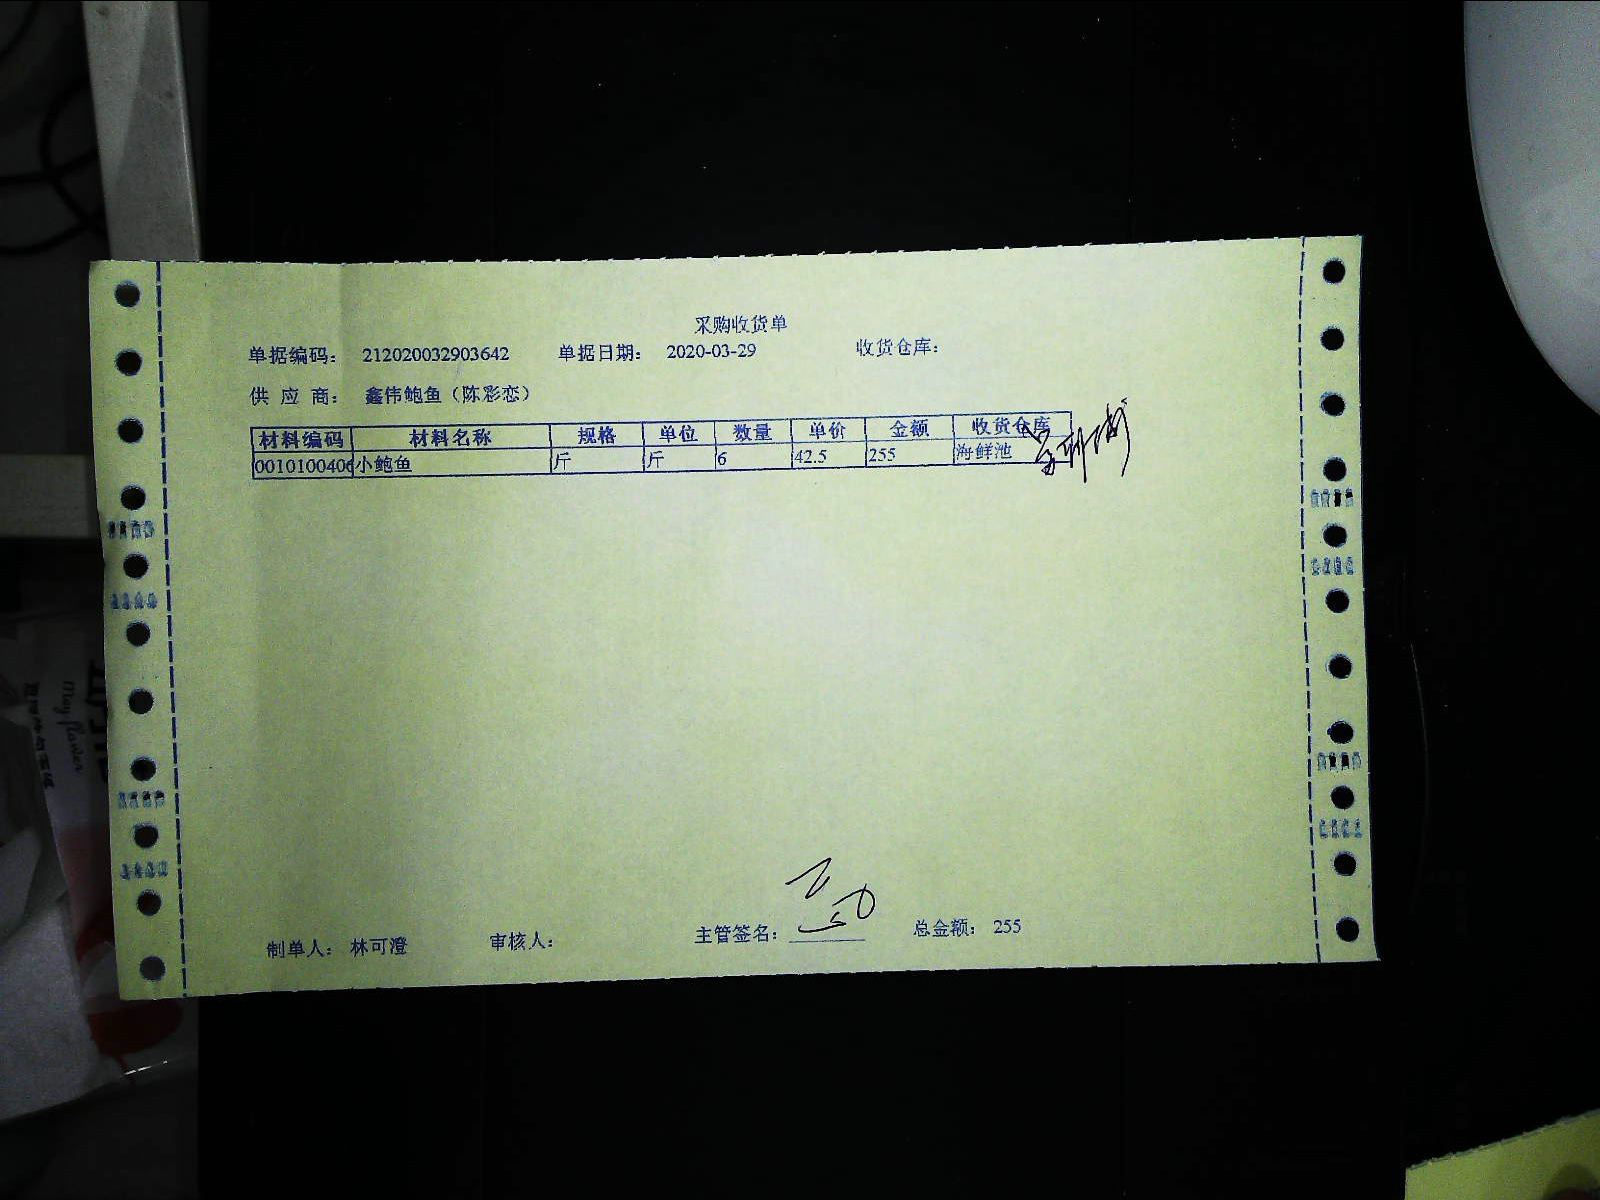 采购收货单
单据编码： 212020032903642 单据日期： 2020-03-29 收货仓库：
供 应 商： 鑫伟鲍鱼（陈彩恋）
材料编码 材料名称 规格 单位 数量 单价 金额 收货仓库
0010100406 小鲍鱼 斤 斤 6 42.5 255 海鲜池
制单人： 林可澄 审核人： 主管签名： 总金额： 255
May flower